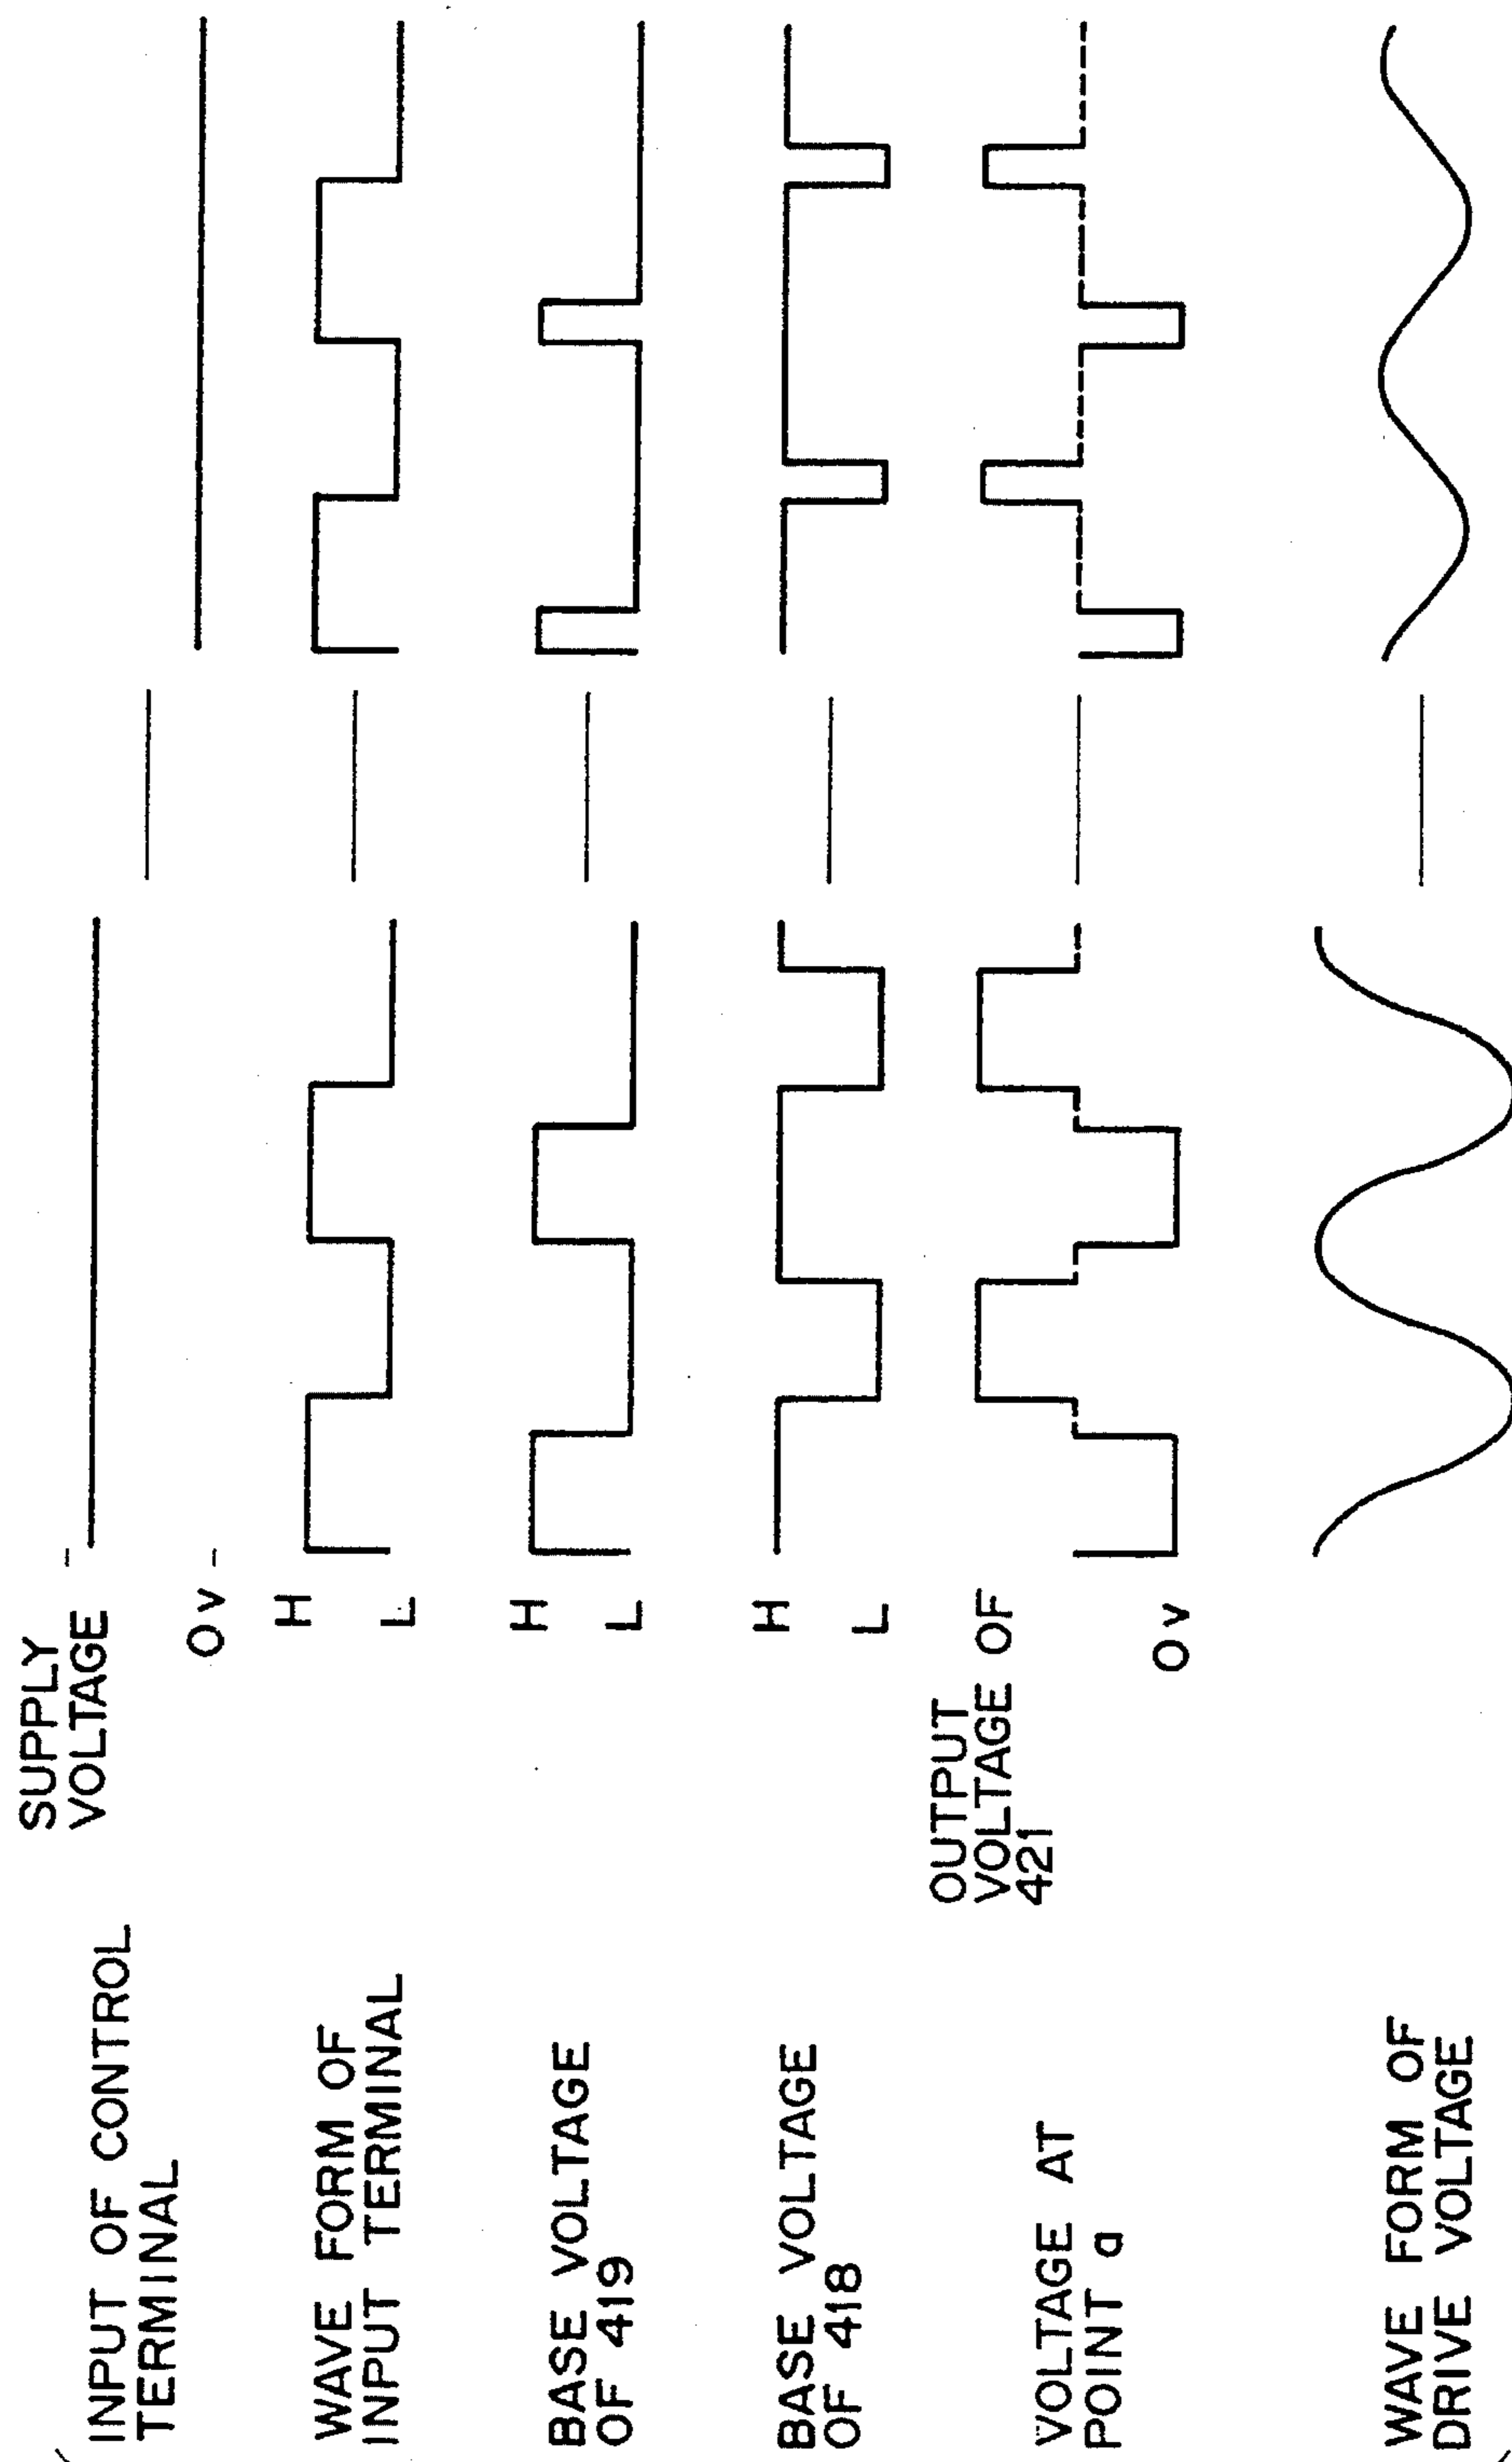 INPUT OF CONTROL
TERMINAL
SUPPLY
VOLTAGE
0v
WAVE FORM OF
INPUT TERMINAL
H
L
BASE VOLTAGE
OF 419
H
L
BASE VOLTAGE
OF 418
H
L
VOLTAGE AT
POINT a
OUTPUT
VOLTAGE OF
421
0v
WAVE FORM OF
DRIVE VOLTAGE